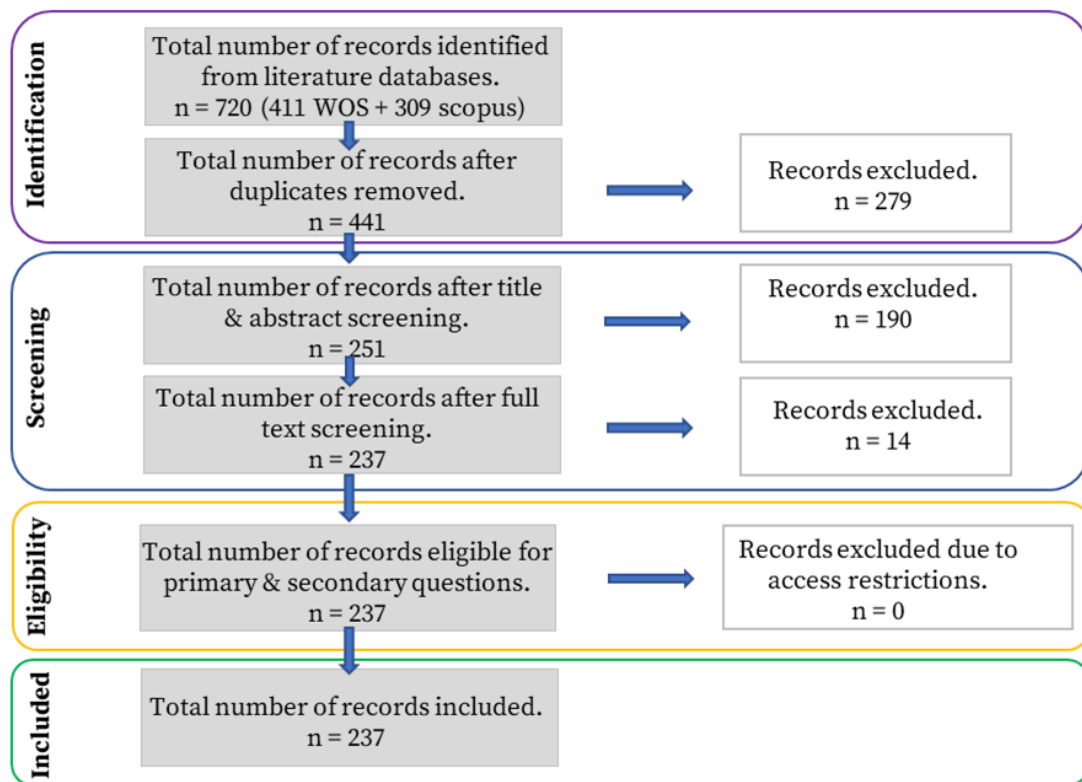 Identification
Total number of records identified
from literature databases.
n = 720 (411 WOS + 309 scopus)
Total number of records after
duplicates removed.
n = 441
Records excluded.
n = 279
Screening
Total number of records after title
& abstract screening.
n = 251
Records excluded.
n = 190
Total number of records after full
text screening.
n = 237
Records excluded.
n = 14
Eligibility
Total number of records eligible for
primary & secondary questions.
n = 237
Records excluded due to
access restrictions.
n = 0
Included
Total number of records included.
n = 237